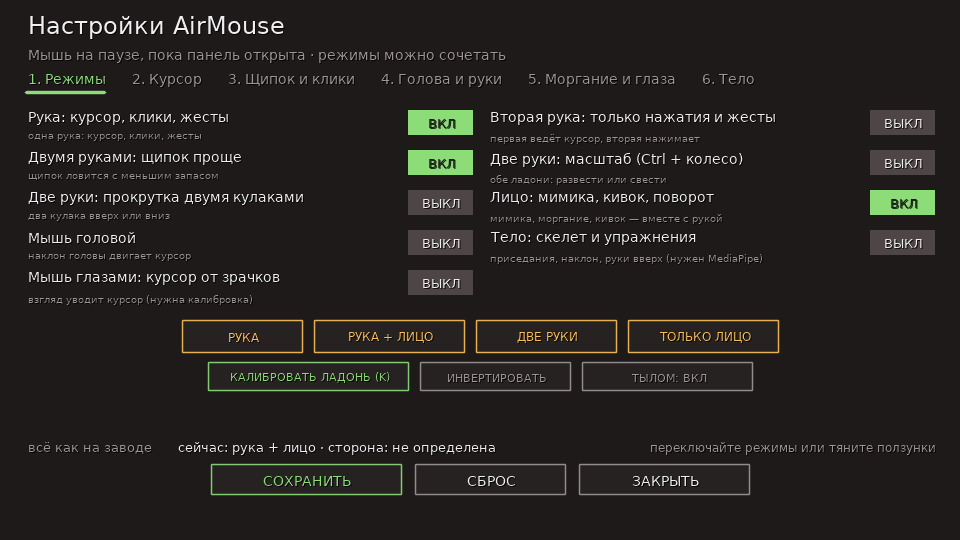 Настройки AirMouse
Мышь на паузе, пока панель открыта · режимы можно сочетать
1. Режимы 2. Курсор 3. Щипок и клики 4. Голова и руки 5. Моргание и глаза 6. Тело
Рука: курсор, клики, жесты
одна рука: курсор, клики, жесты
ВКЛ
Двумя руками: щипок проще
щипок ловится с меньшим запасом
ВКЛ
Две руки: прокрутка двумя кулаками
два кулака вверх или вниз
ВЫКЛ
Мышь головой
наклон головы двигает курсор
ВЫКЛ
Мышь глазами: курсор от зрачков
взгляд уводит курсор (нужна калибровка)
ВЫКЛ
Вторая рука: только нажатия и жесты
первая ведёт курсор, вторая нажимает
ВЫКЛ
Две руки: масштаб (Ctrl + колесо)
обе ладони: развести или свести
ВЫКЛ
Лицо: мимика, кивок, поворот
мимика, моргание, кивок — вместе с рукой
ВКЛ
Тело: скелет и упражнения
приседания, наклон, руки вверх (нужен MediaPipe)
ВЫКЛ
РУКА РУКА + ЛИЦО ДВЕ РУКИ ТОЛЬКО ЛИЦО
КАЛИБРОВАТЬ ЛАДОНЬ (K) ИНВЕРТИРОВАТЬ ТЫЛОМ: ВКЛ
всё как на заводе сейчас: рука + лицо · сторона: не определена переключайте режимы или тяните ползунки
СОХРАНИТЬ СБРОС ЗАКРЫТЬ